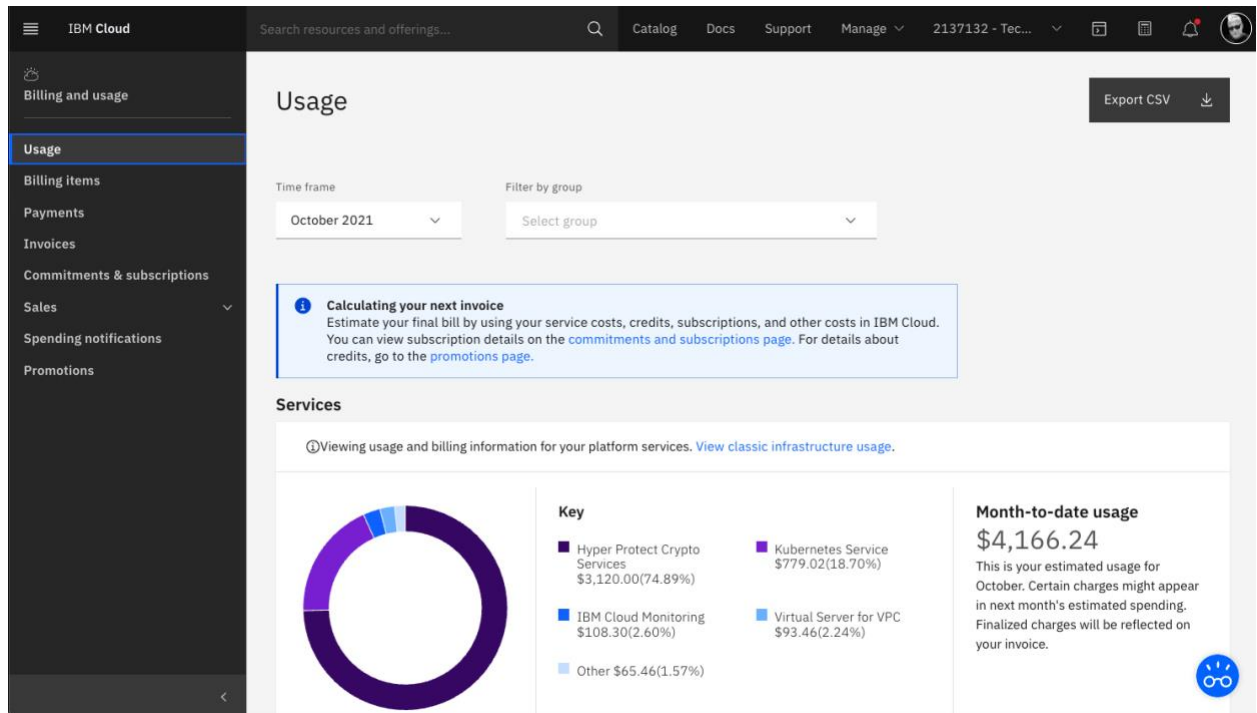 IBM Cloud
Search resources and offerings...
Catalog
Docs
Support
Manage
2137132 - Tec...
Billing and usage
Usage
Billing items
Payments
Invoices
Commitments & subscriptions
Sales
Spending notifications
Promotions
Usage
Export CSV
Time frame
October 2021
Filter by group
Select group
Calculating your next invoice
Estimate your final bill by using your service costs, credits, subscriptions, and other costs in IBM Cloud.
You can view subscription details on the commitments and subscriptions page. For details about
credits, go to the promotions page.
Services
Viewing usage and billing information for your platform services. View classic infrastructure usage.
Key
Hyper Protect Crypto
Services
$3,120.00(74.89%)
Kubernetes Service
$779.02(18.70%)
IBM Cloud Monitoring
$108.30(2.60%)
Virtual Server for VPC
$93.46(2.24%)
Other $65.46(1.57%)
Month-to-date usage
$4,166.24
This is your estimated usage for
October. Certain charges might appear
in next month's estimated spending.
Finalized charges will be reflected on
your invoice.